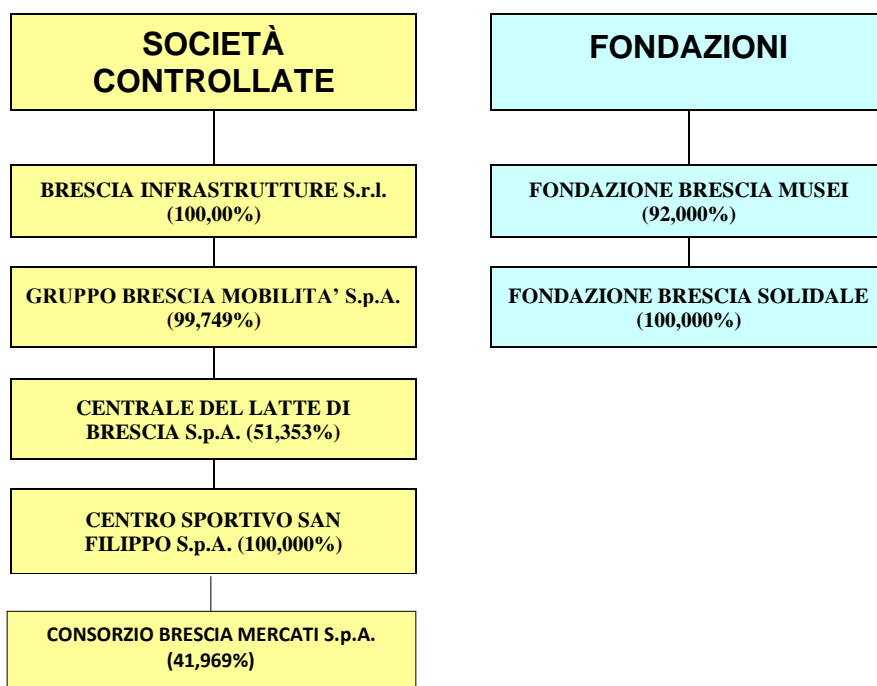 SOCIETÀ
CONTROLLATE
BRESCIA INFRASTRUTTURE S.r.l.
(100,00%)
GRUPPO BRESCIA MOBILITA’ S.p.A.
(99,749%)
CENTRALE DEL LATTE DI
BRESCIA S.p.A. (51,353%)
CENTRO SPORTIVO SAN
FILIPPO S.p.A. (100,000%)
CONSORZIO BRESCIA MERCATI S.p.A.
(41,969%)
FONDAZIONI
FONDAZIONE BRESCIA MUSEI
(92,000%)
FONDAZIONE BRESCIA SOLIDALE
(100,000%)